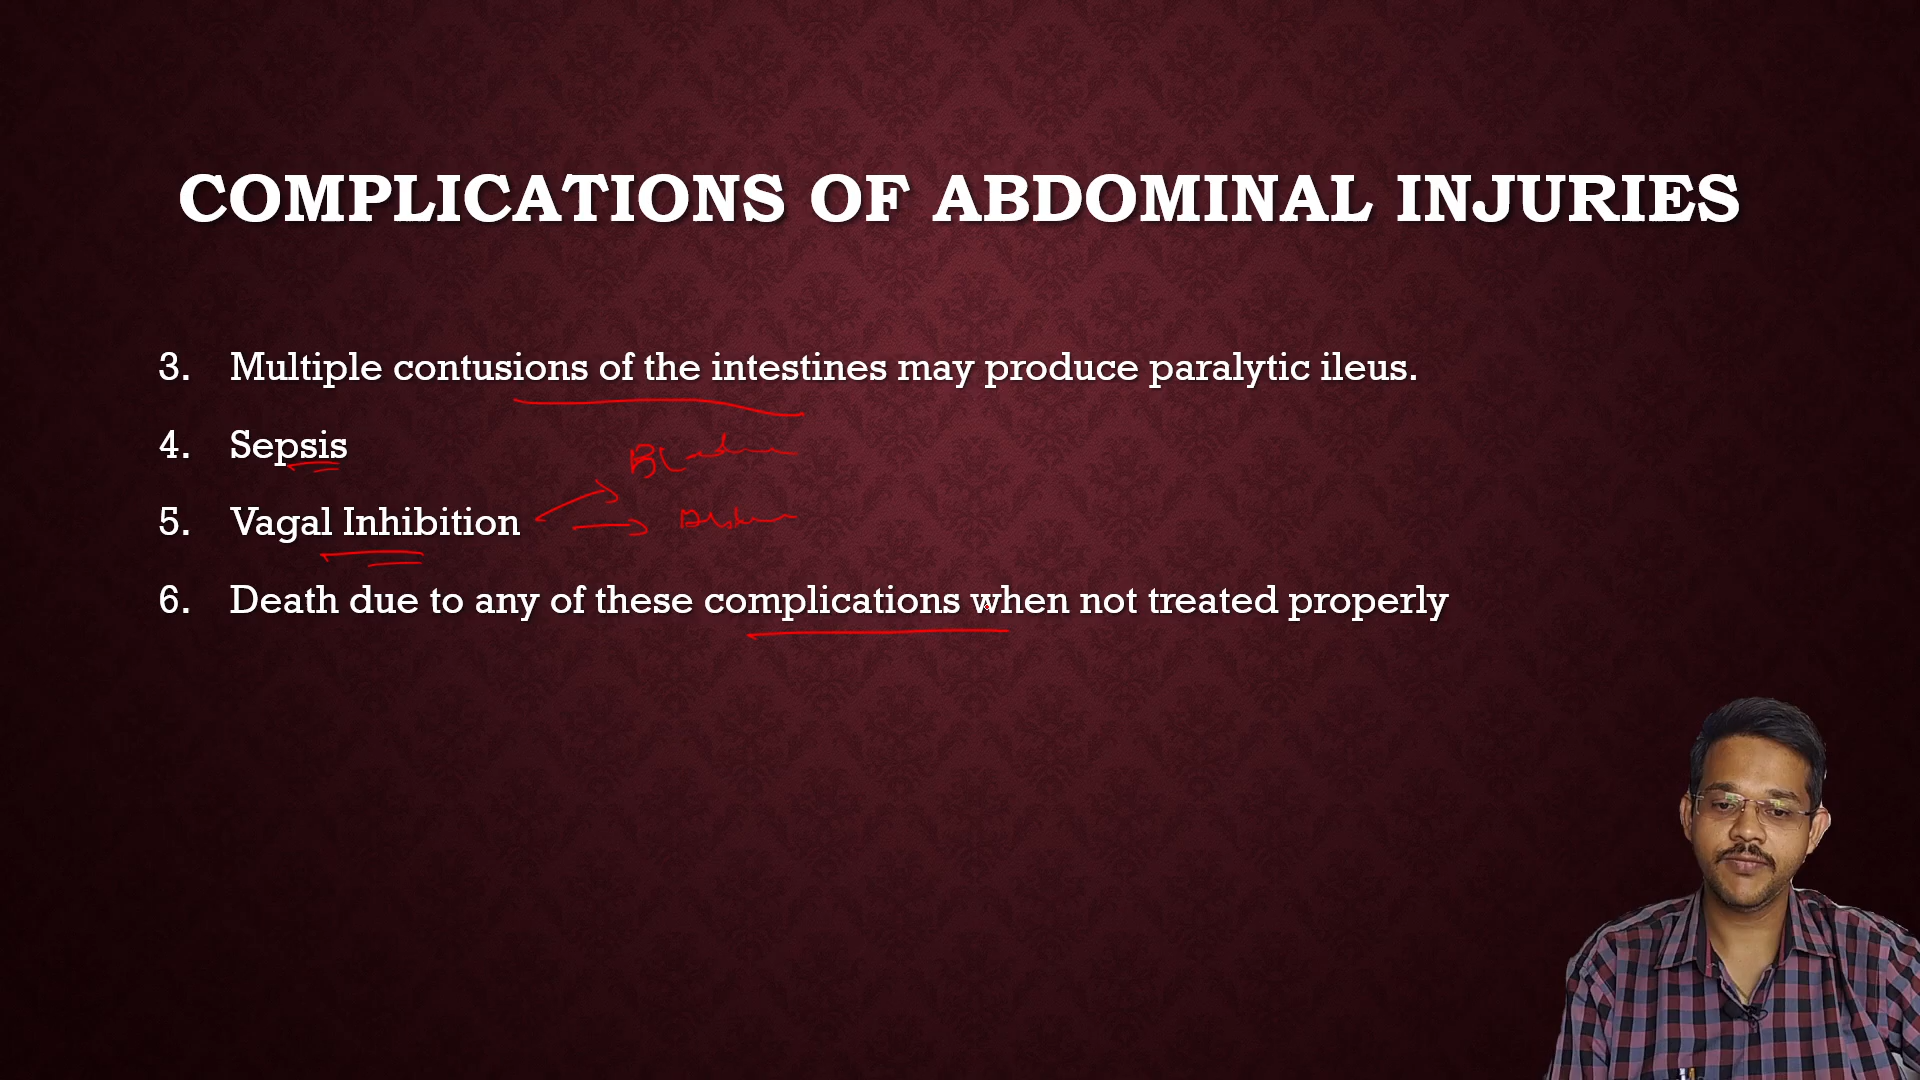 COMPLICATIONS OF ABDOMINAL INJURIES
3. Multiple contusions of the intestines may produce paralytic ileus.
4. Sepsis
5. Vagal Inhibition
6. Death due to any of these complications when not treated properly